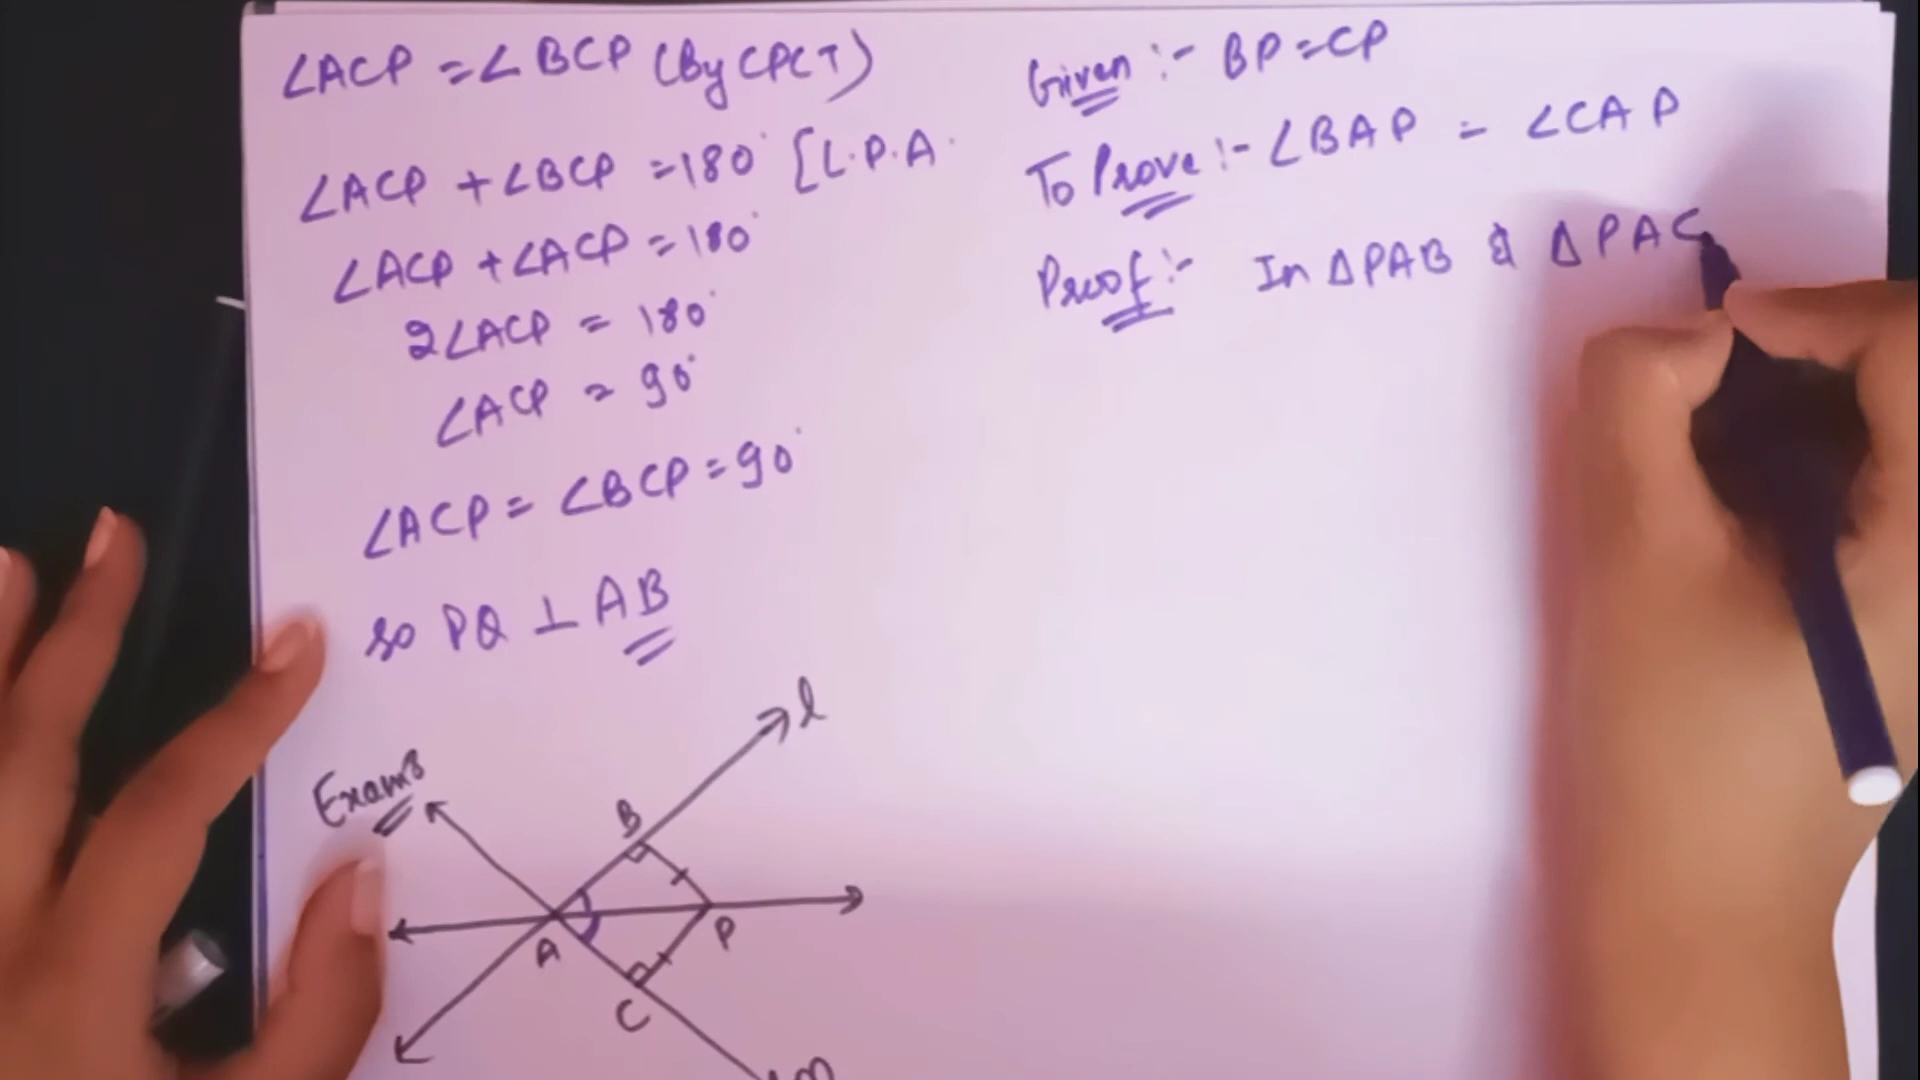 ∠ACP = ∠BCP (By CPCT)
∠ACP + ∠BCP = 180° [L.P.A.
∠ACP + ∠ACP = 180°
2∠ACP = 180°
∠ACP = 90°
∠ACP = ∠BCP = 90°
so PQ ⊥ AB
Exam 8
l
B
A
P
C
m
Given :- BP = CP
To Prove :- ∠BAP = ∠CAP
Proof :- In ΔPAB & ΔPAC